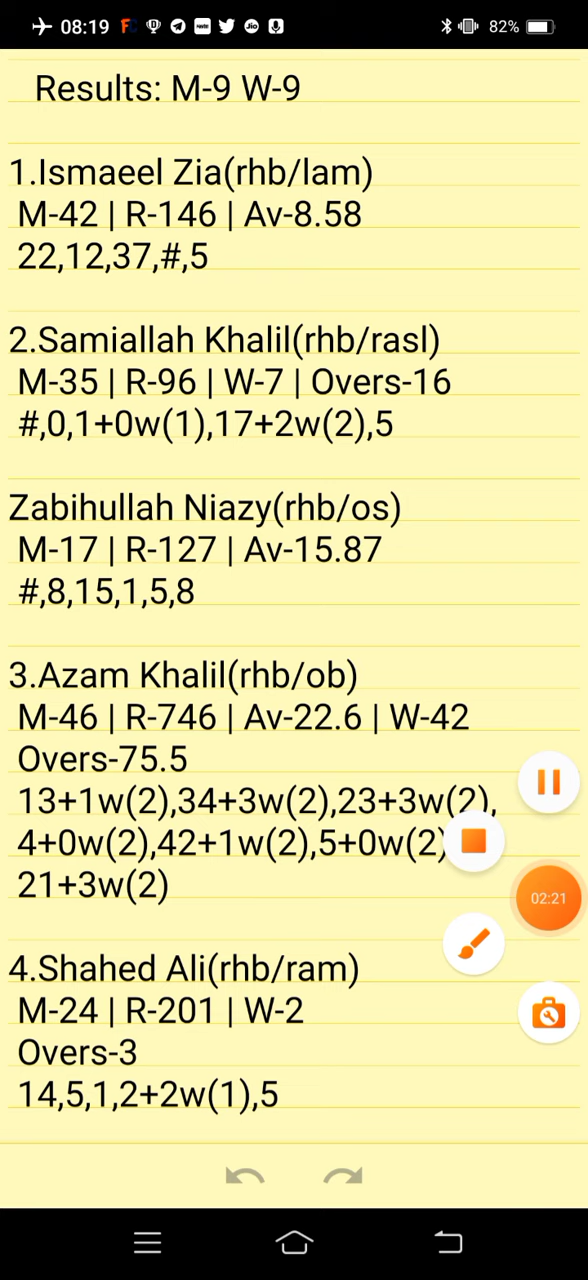 08:19
82%
Results: M-9 W-9
1.Ismaeel Zia(rhb/lam)
M-42 | R-146 | Av-8.58
22,12,37,#,5
2.Samiallah Khalil(rhb/rasl)
M-35 | R-96 | W-7 | Overs-16
#,0,1+0w(1),17+2w(2),5
Zabihullah Niazy(rhb/os)
M-17 | R-127 | Av-15.87
#,8,15,1,5,8
3.Azam Khalil(rhb/ob)
M-46 | R-746 | Av-22.6 | W-42
Overs-75.5
13+1w(2),34+3w(2),23+3w(2),
4+0w(2),42+1w(2),5+0w(2)
21+3w(2)
02:21
4.Shahed Ali(rhb/ram)
M-24 | R-201 | W-2
Overs-3
14,5,1,2+2w(1),5